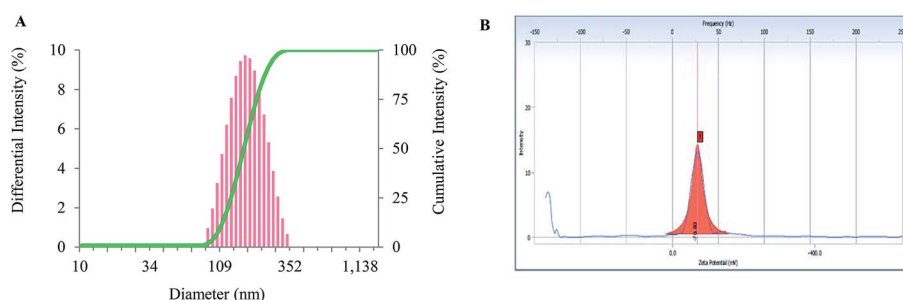 A
Differential Intensity (%)
10
8
6
4
2
0
100
75
50
25
0
Cumulative Intensity (%)
10 34 109 352 1,138
Diameter (nm)
B
Frequency (Hz)
-150 -100 -50 0 50 100 150 200 250
Intensity
30
20
10
0
0.0 -400.0
Zeta Potential (mV)